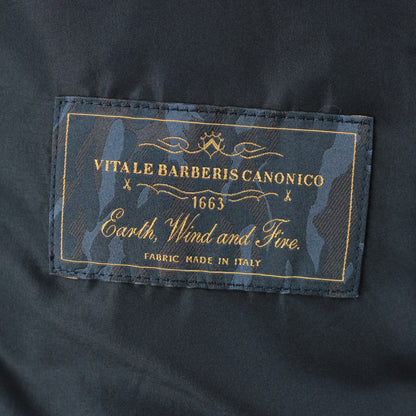 VITALE BARBERIS CANONICO
1663
Earth, Wind and Fire.
FABRIC MADE IN ITALY